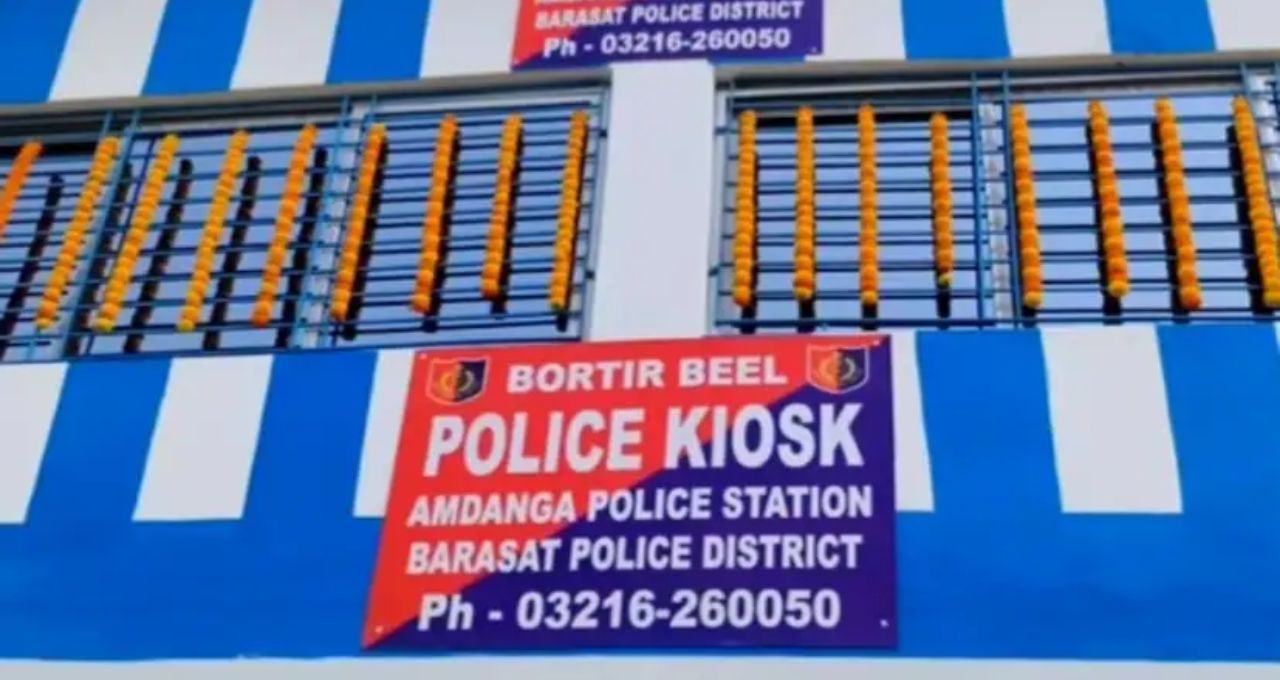 BARASAT POLICE DISTRICT
Ph - 03216-260050
BORTIR BEEL
POLICE KIOSK
AMDANGA POLICE STATION
BARASAT POLICE DISTRICT
Ph - 03216-260050